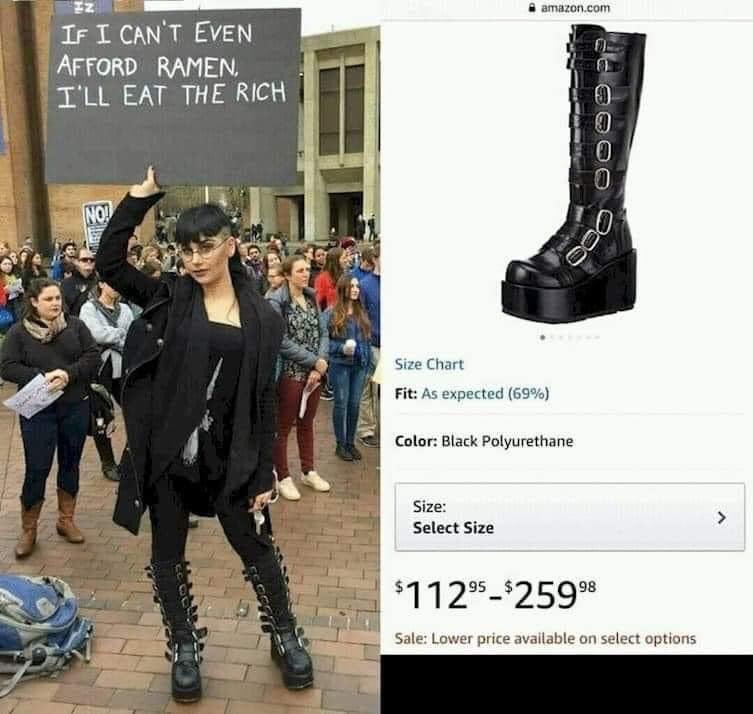 IF I CAN'T EVEN
AFFORD RAMEN,
I'LL EAT THE RICH
NO!
amazon.com
Size Chart
Fit: As expected (69%)
Color: Black Polyurethane
Size:
Select Size
$112.95-$259.98
Sale: Lower price available on select options